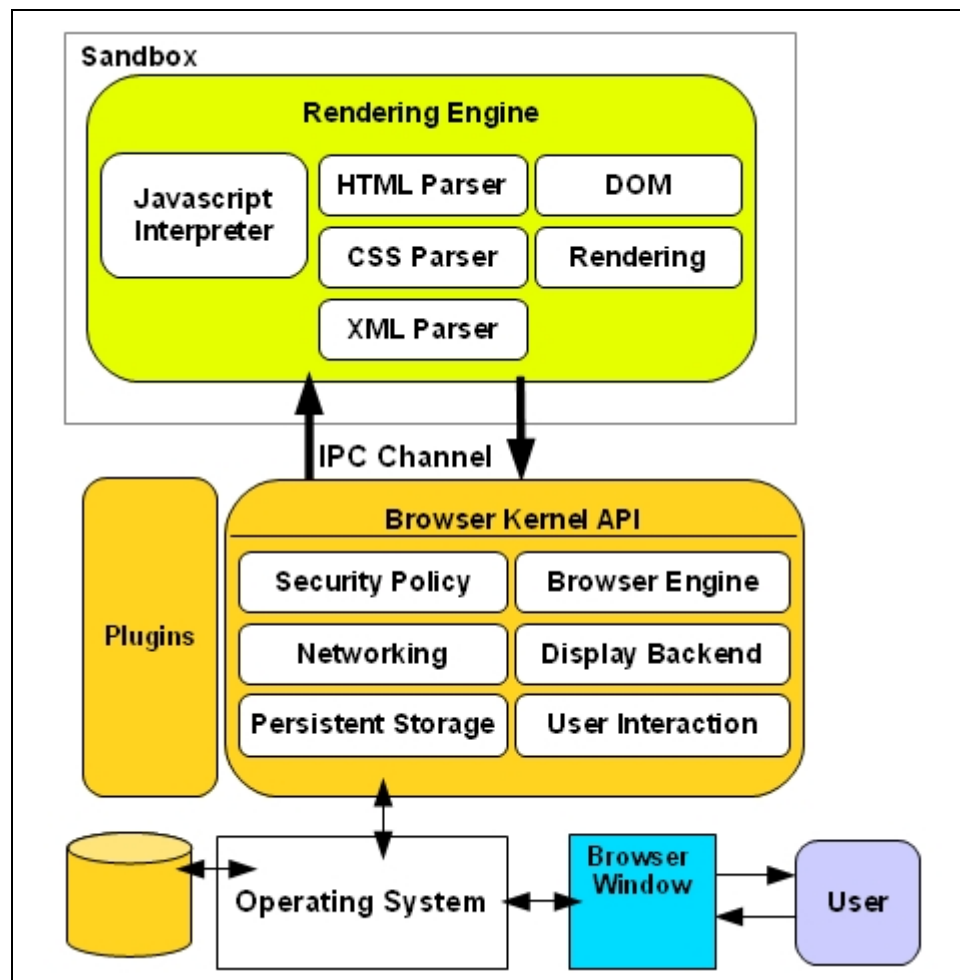 Sandbox
Rendering Engine
Javascript
Interpreter
HTML Parser
DOM
CSS Parser
Rendering
XML Parser
IPC Channel
Browser Kernel API
Plugins
Security Policy
Browser Engine
Networking
Display Backend
Persistent Storage
User Interaction
Operating System
Browser
Window
User